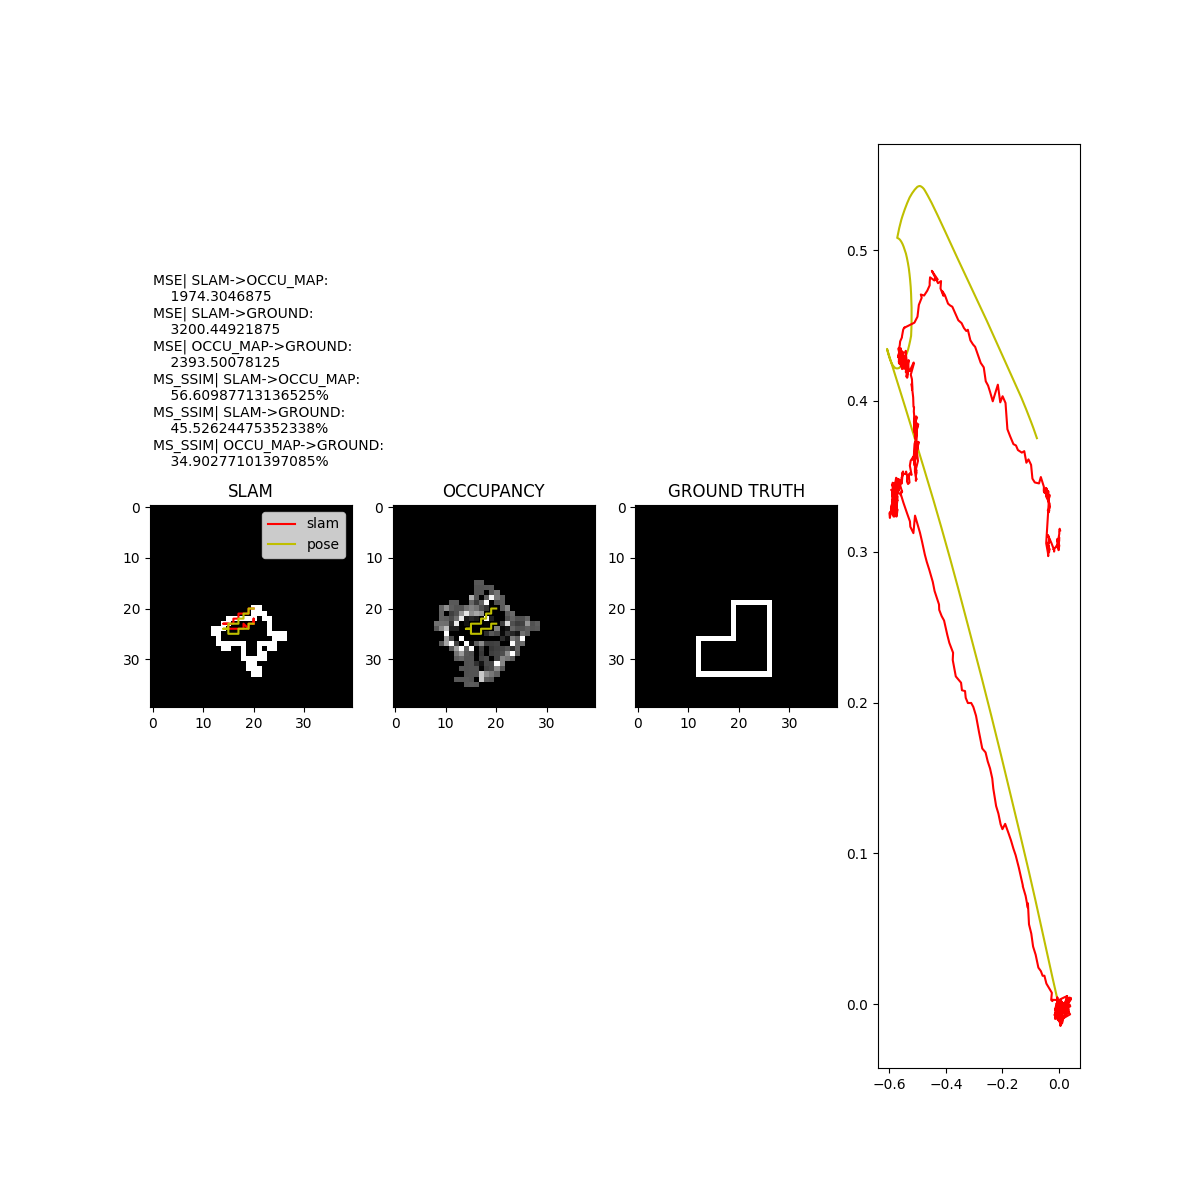 MSE| SLAM->OCCU_MAP:
1974.3046875
MSE| SLAM->GROUND:
3200.44921875
MSE| OCCU_MAP->GROUND:
2393.50078125
MS_SSIM| SLAM->OCCU_MAP:
56.60987713136525%
MS_SSIM| SLAM->GROUND:
45.52624475352338%
MS_SSIM| OCCU_MAP->GROUND:
34.90277101397085%
SLAM
0
10
20
30
0 10 20 30
slam
pose
OCCUPANCY
0
10
20
30
0 10 20 30
GROUND TRUTH
0
10
20
30
0 10 20 30
0.5
0.4
0.3
0.2
0.1
0.0
−0.6 −0.4 −0.2 0.0